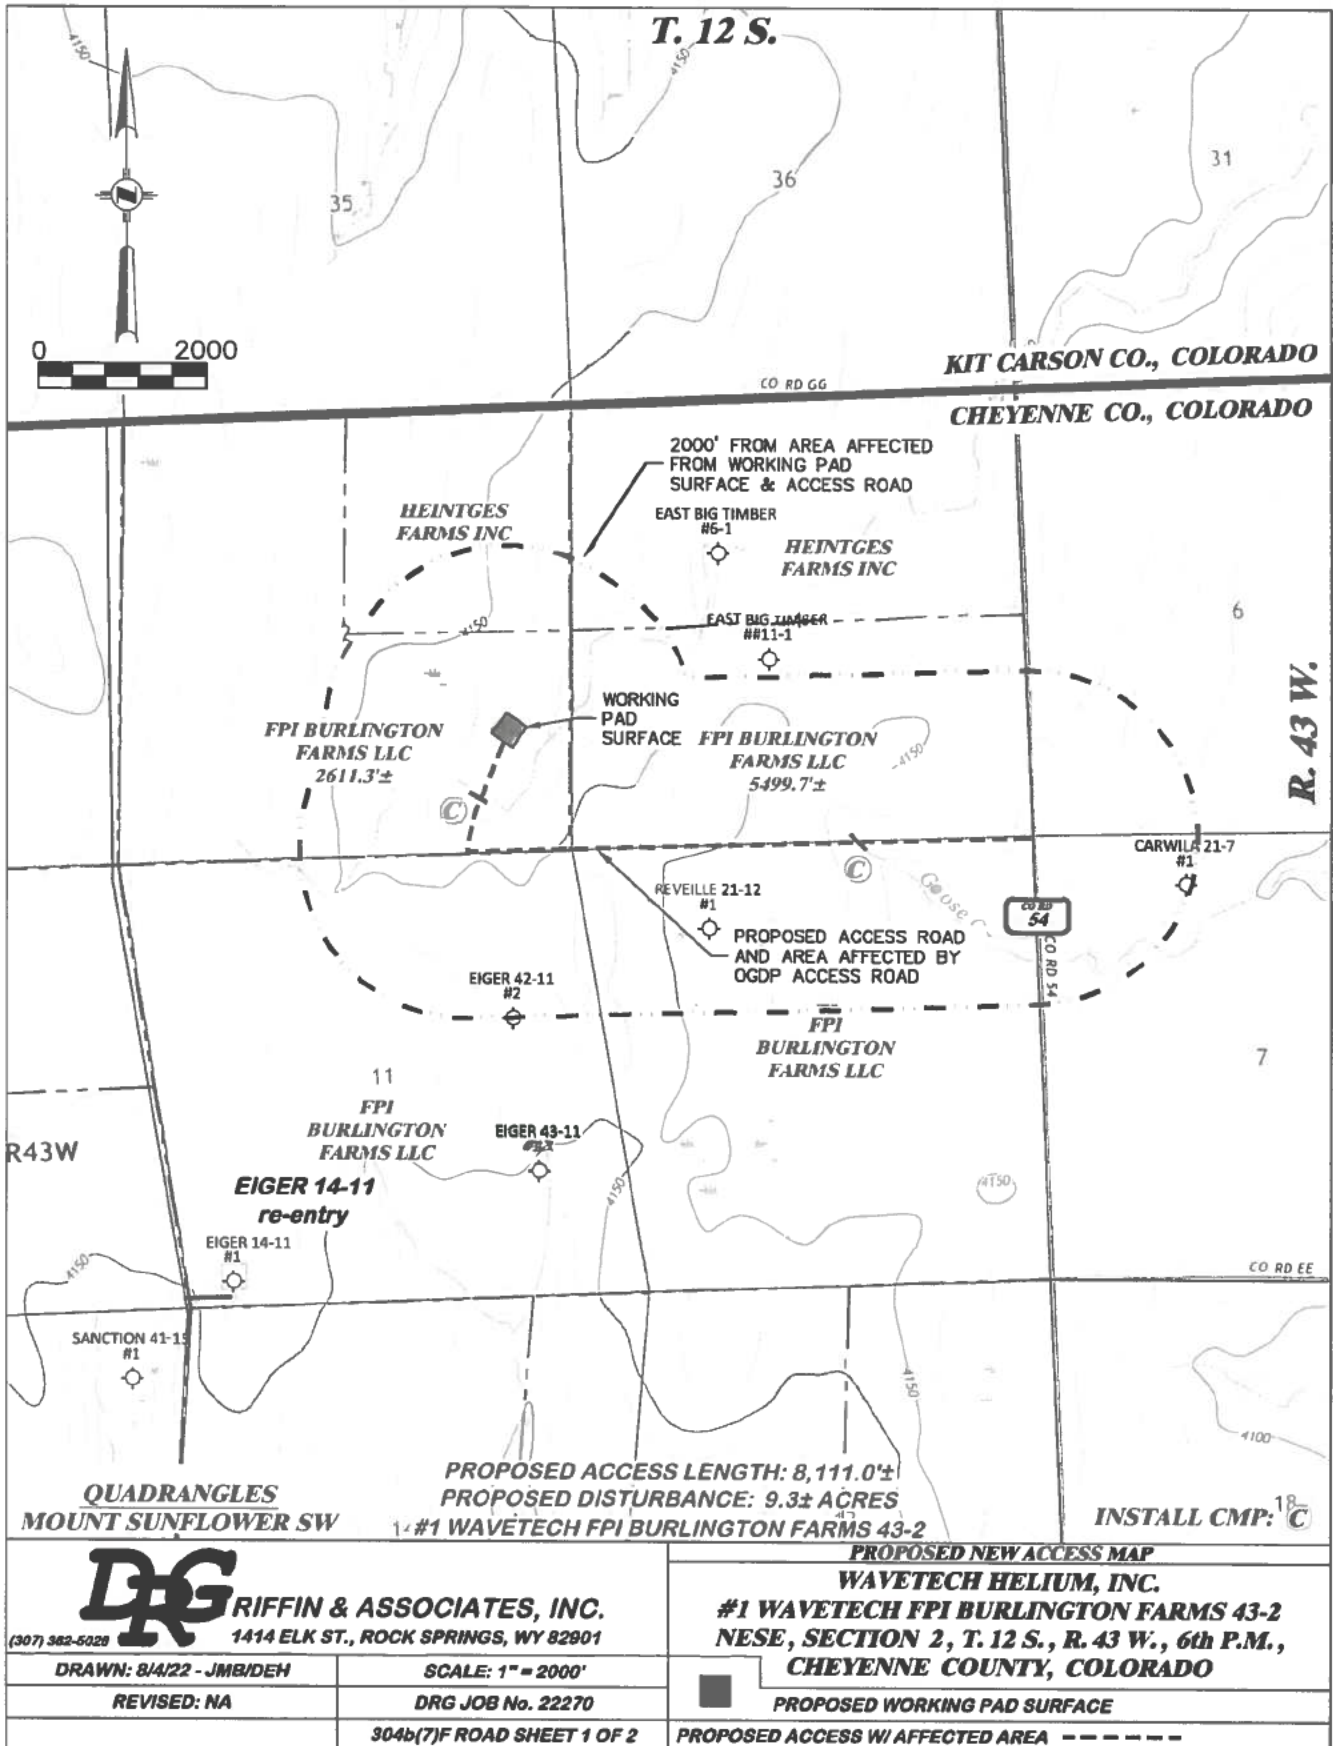 T. 12 S.
4150
4150
35
36
31
0 2000
KIT CARSON CO., COLORADO
CO RD GG
CHEYENNE CO., COLORADO
2000' FROM AREA AFFECTED
FROM WORKING PAD
SURFACE & ACCESS ROAD
HEINTGES
FARMS INC
EAST BIG TIMBER
#6-1
HEINTGES
FARMS INC
6
4150
EAST BIG TIMBER
##11-1
R. 43 W.
WORKING
PAD
SURFACE
FPI BURLINGTON
FARMS LLC
2611.3'±
FPI BURLINGTON
FARMS LLC
5499.7'±
4150
C
C
CARWILA 21-7
#1
REVEILLE 21-12
#1
Goose C
CO RD
54
CO RD 54
PROPOSED ACCESS ROAD
AND AREA AFFECTED BY
OGDP ACCESS ROAD
EIGER 42-11
#2
FPI
BURLINGTON
FARMS LLC
7
11
FPI
BURLINGTON
FARMS LLC
R43W
EIGER 43-11
4150
4150
EIGER 14-11
re-entry
EIGER 14-11
#1
4150
CO RD EE
SANCTION 41-15
#1
4150
4100
PROPOSED ACCESS LENGTH: 8,111.0'±
PROPOSED DISTURBANCE: 9.3± ACRES
#1 WAVETECH FPI BURLINGTON FARMS 43-2
QUADRANGLES
MOUNT SUNFLOWER SW
18
INSTALL CMP: C
DRG RIFFIN & ASSOCIATES, INC.
(307) 362-5028 1414 ELK ST., ROCK SPRINGS, WY 82901
PROPOSED NEW ACCESS MAP
WAVETECH HELIUM, INC.
#1 WAVETECH FPI BURLINGTON FARMS 43-2
NESE, SECTION 2, T. 12 S., R. 43 W., 6th P.M.,
CHEYENNE COUNTY, COLORADO
DRAWN: 8/4/22 - JMB/DEH
SCALE: 1" = 2000'
REVISED: NA
DRG JOB No. 22270
PROPOSED WORKING PAD SURFACE
304b(7)F ROAD SHEET 1 OF 2
PROPOSED ACCESS W/ AFFECTED AREA